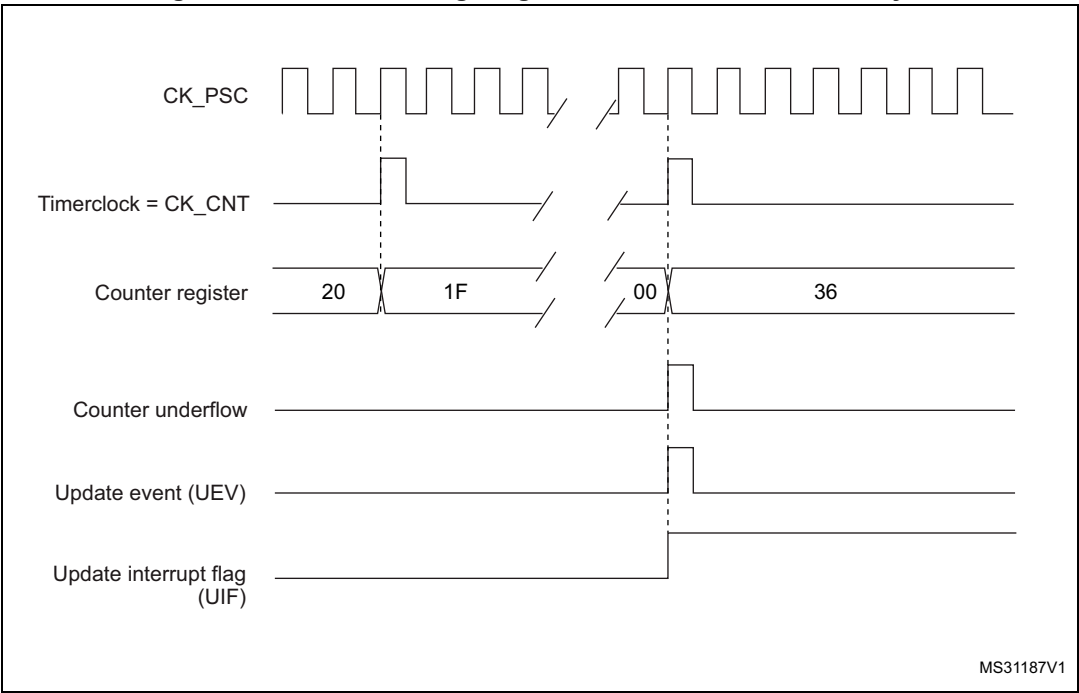 CK_PSC
Timerclock = CK_CNT
Counter register
20
1F
00
36
Counter underflow
Update event (UEV)
Update interrupt flag
(UIF)
MS31187V1